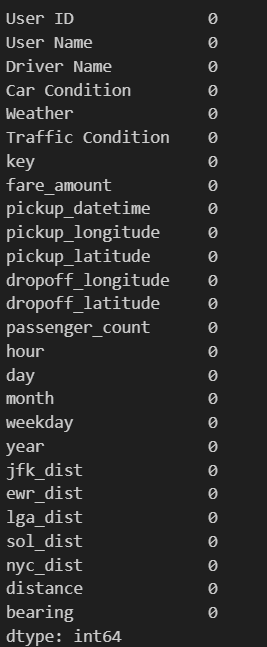 User ID 0
User Name 0
Driver Name 0
Car Condition 0
Weather 0
Traffic Condition 0
key 0
fare_amount 0
pickup_datetime 0
pickup_longitude 0
pickup_latitude 0
dropoff_longitude 0
dropoff_latitude 0
passenger_count 0
hour 0
day 0
month 0
weekday 0
year 0
jfk_dist 0
ewr_dist 0
lga_dist 0
sol_dist 0
nyc_dist 0
distance 0
bearing 0
dtype: int64